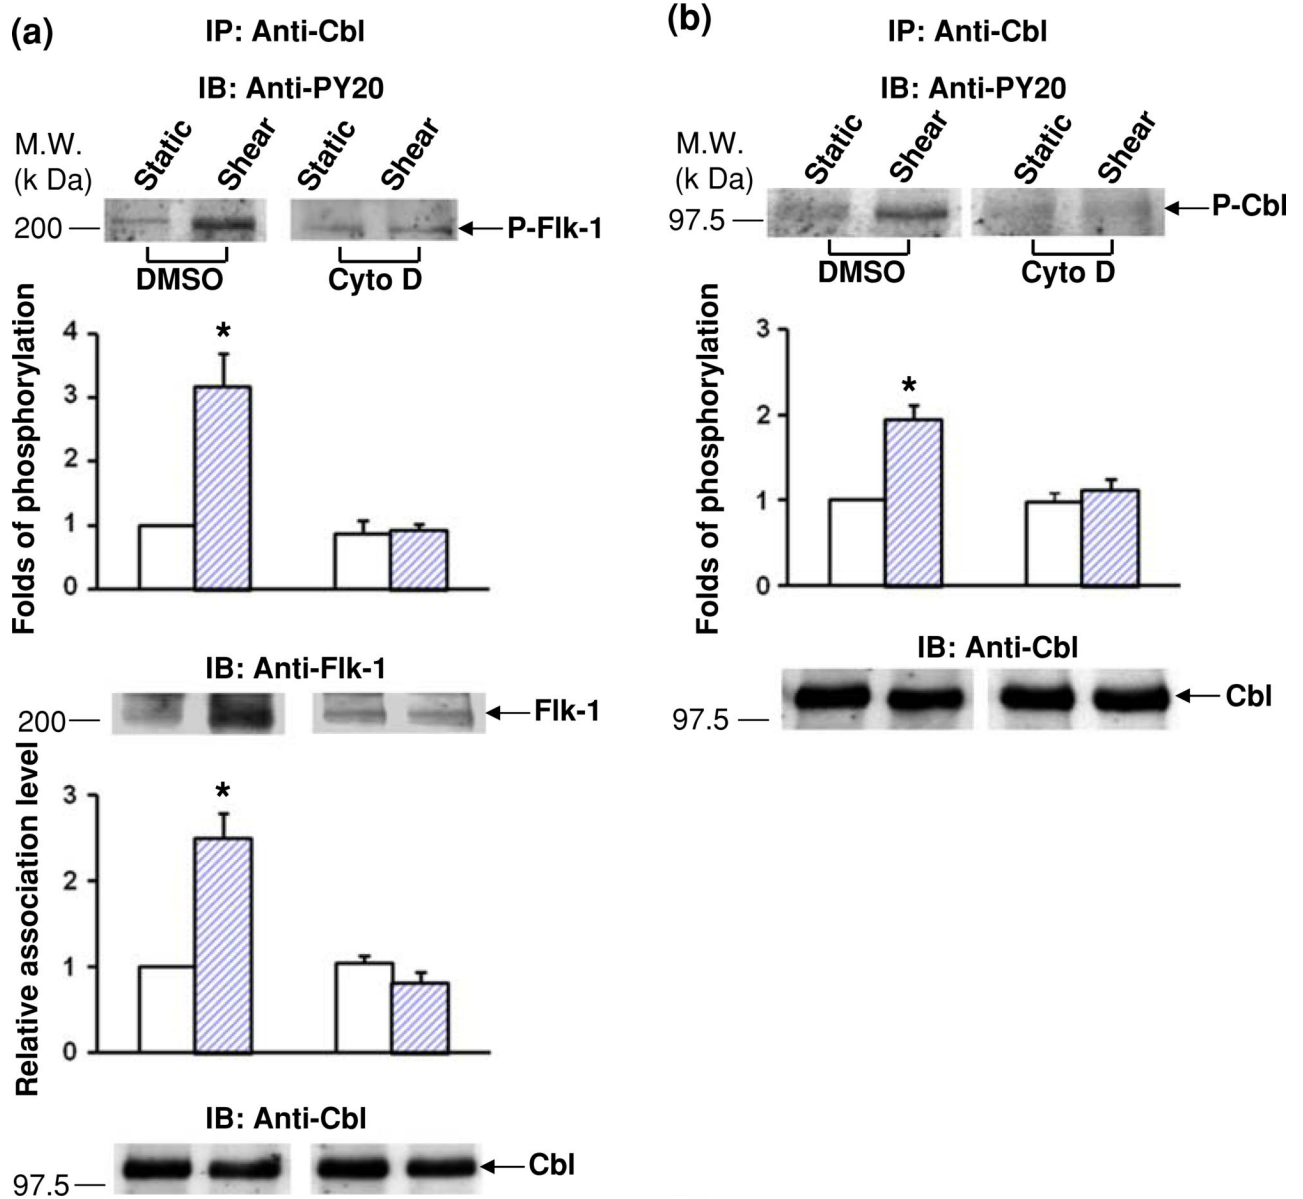 (a)
IP: Anti-Cbl
IB: Anti-PY20
M.W.
(k Da)
Static
Shear
Static
Shear
200
P-Flk-1
DMSO
Cyto D
Folds of phosphorylation
4
*
3
2
1
0
IB: Anti-Flk-1
200
Flk-1
Relative association level
3
*
2
1
0
IB: Anti-Cbl
97.5
Cbl
(b)
IP: Anti-Cbl
IB: Anti-PY20
M.W.
(k Da)
Static
Shear
Static
Shear
97.5
P-Cbl
DMSO
Cyto D
Folds of phosphorylation
3
*
2
1
0
IB: Anti-Cbl
97.5
Cbl